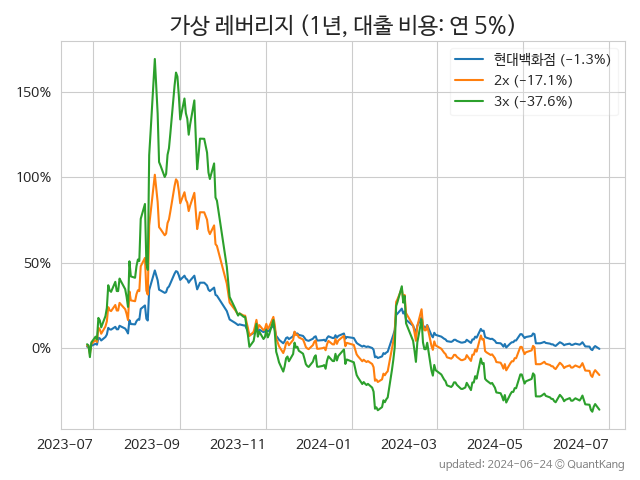 가상 레버리지 (1년, 대출 비용: 연 5%)
현대백화점 (−1.3%)
2x (−17.1%)
3x (−37.6%)
150%
100%
50%
0%
2023-07 2023-09 2023-11 2024-01 2024-03 2024-05 2024-07
updated: 2024-06-24 © QuantKang